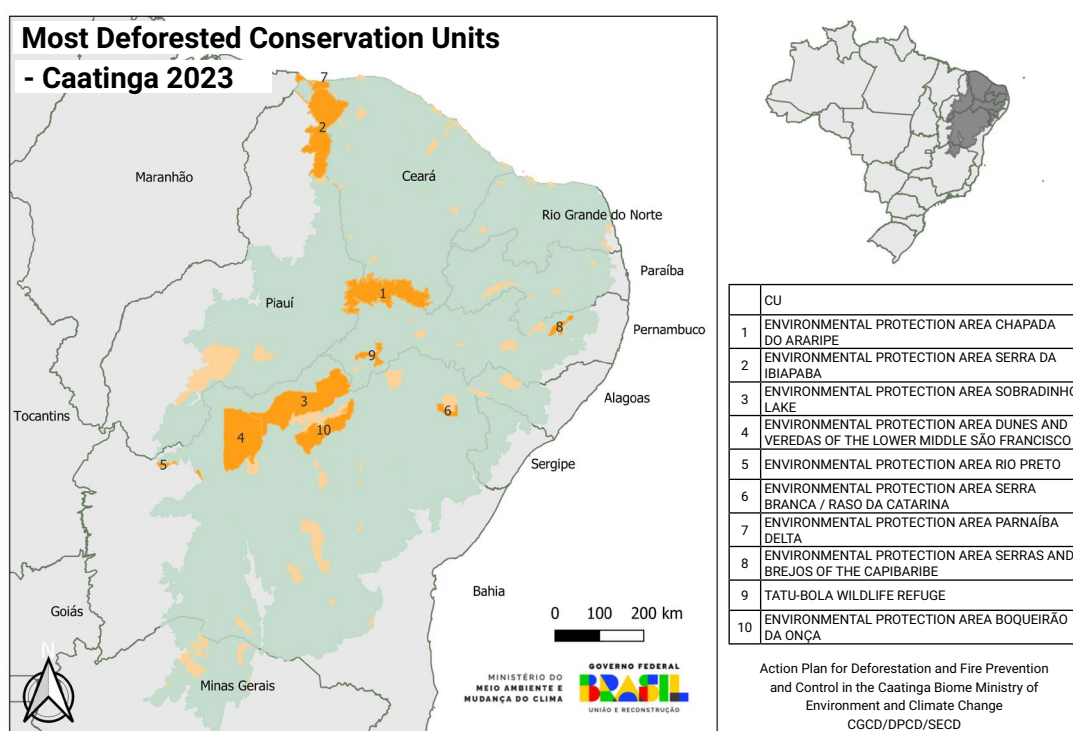 Most Deforested Conservation Units
- Caatinga 2023
7
2
Maranhão
Ceará
Rio Grande do Norte
Paraíba
1
Piauí
8
Pernambuco
9
3
Alagoas
6
Tocantins
4
10
5
Sergipe
Bahia
Goiás
0 100 200 km
N
Minas Gerais
MINISTÉRIO DO
MEIO AMBIENTE E
MUDANÇA DO CLIMA
GOVERNO FEDERAL
BRASIL
UNIÃO E RECONSTRUÇÃO
CU
1 ENVIRONMENTAL PROTECTION AREA CHAPADA
DO ARARIPE
2 ENVIRONMENTAL PROTECTION AREA SERRA DA
IBIAPABA
3 ENVIRONMENTAL PROTECTION AREA SOBRADINHO
LAKE
4 ENVIRONMENTAL PROTECTION AREA DUNES AND
VEREDAS OF THE LOWER MIDDLE SÃO FRANCISCO
5 ENVIRONMENTAL PROTECTION AREA RIO PRETO
6 ENVIRONMENTAL PROTECTION AREA SERRA
BRANCA / RASO DA CATARINA
7 ENVIRONMENTAL PROTECTION AREA PARNAÍBA
DELTA
8 ENVIRONMENTAL PROTECTION AREA SERRAS AND
BREJOS OF THE CAPIBARIBE
9 TATU-BOLA WILDLIFE REFUGE
10 ENVIRONMENTAL PROTECTION AREA BOQUEIRÃO
DA ONÇA
Action Plan for Deforestation and Fire Prevention
and Control in the Caatinga Biome Ministry of
Environment and Climate Change
CGCD/DPCD/SECD